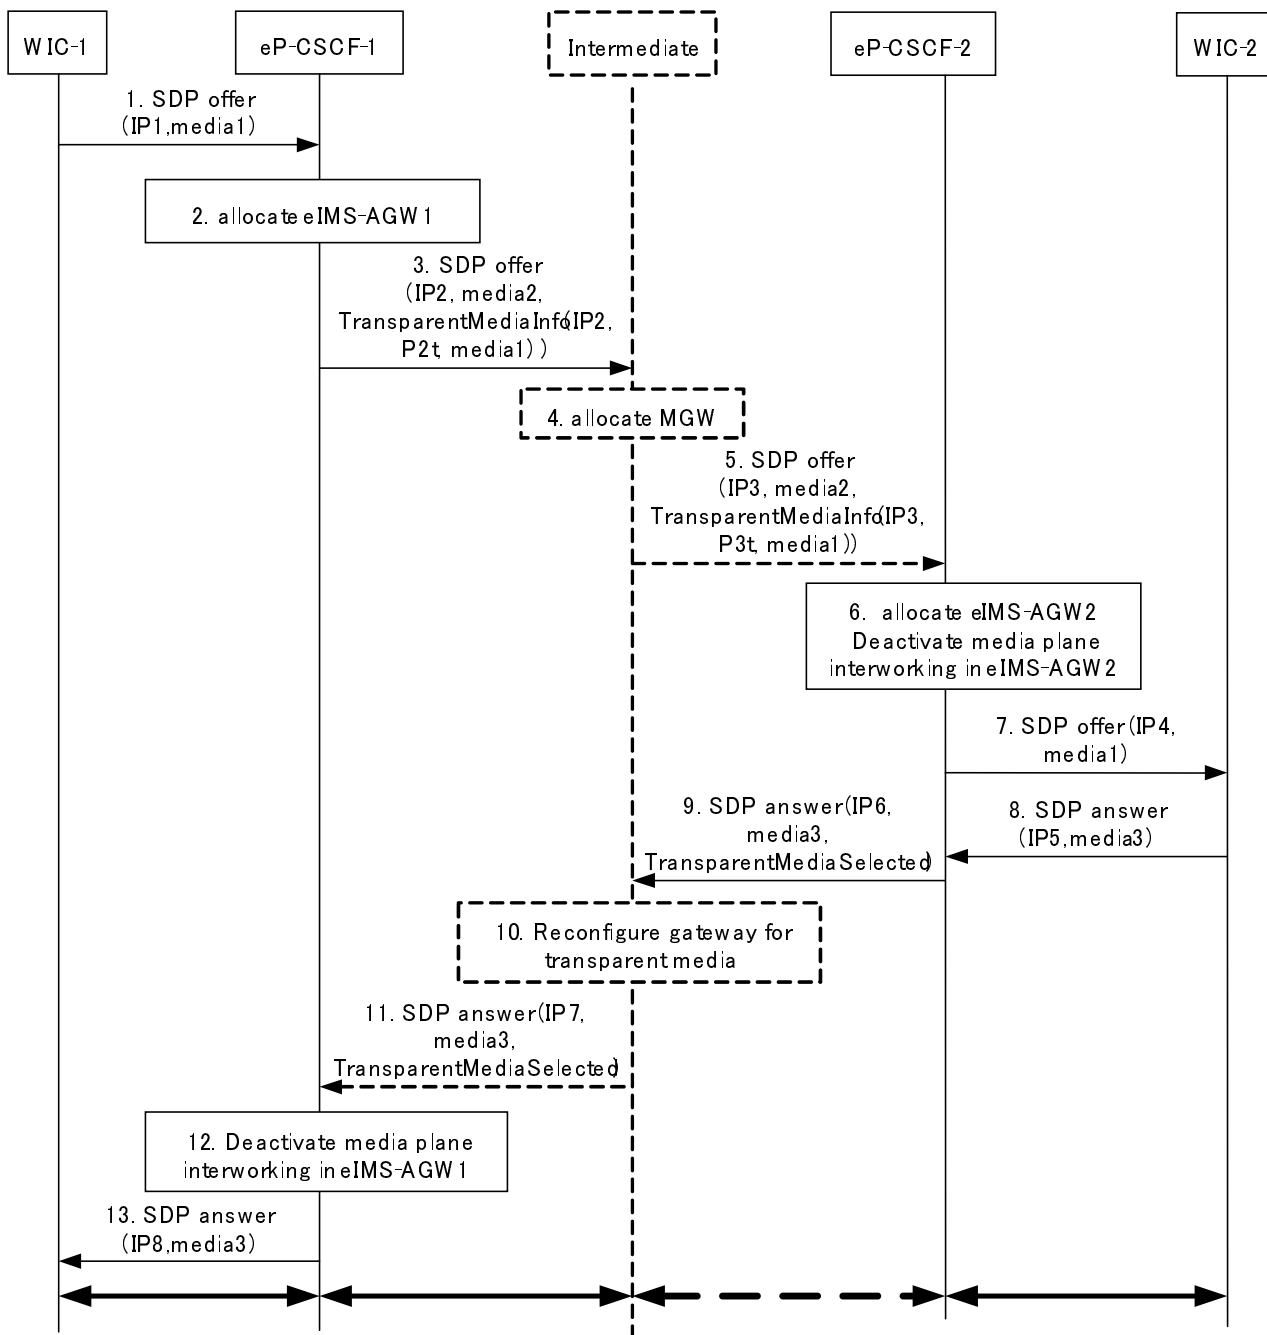 WIC-1
eP-CSCF-1
Intermediate
eP-CSCF-2
WIC-2
1. SDP offer
(IP1,media1)
2. allocate eIMS-AGW1
3. SDP offer
(IP2, media2,
TransparentMediaInfo(IP2,
P2t, media1))
4. allocate MGW
5. SDP offer
(IP3, media2,
TransparentMediaInfo(IP3,
P3t, media1))
6. allocate eIMS-AGW2
Deactivate media plane
interworking in eIMS-AGW2
7. SDP offer(IP4,
media1)
8. SDP answer
(IP5,media3)
9. SDP answer(IP6,
media3,
TransparentMediaSelected)
10. Reconfigure gateway for
transparent media
11. SDP answer(IP7,
media3,
TransparentMediaSelected)
12. Deactivate media plane
interworking in eIMS-AGW1
13. SDP answer
(IP8,media3)